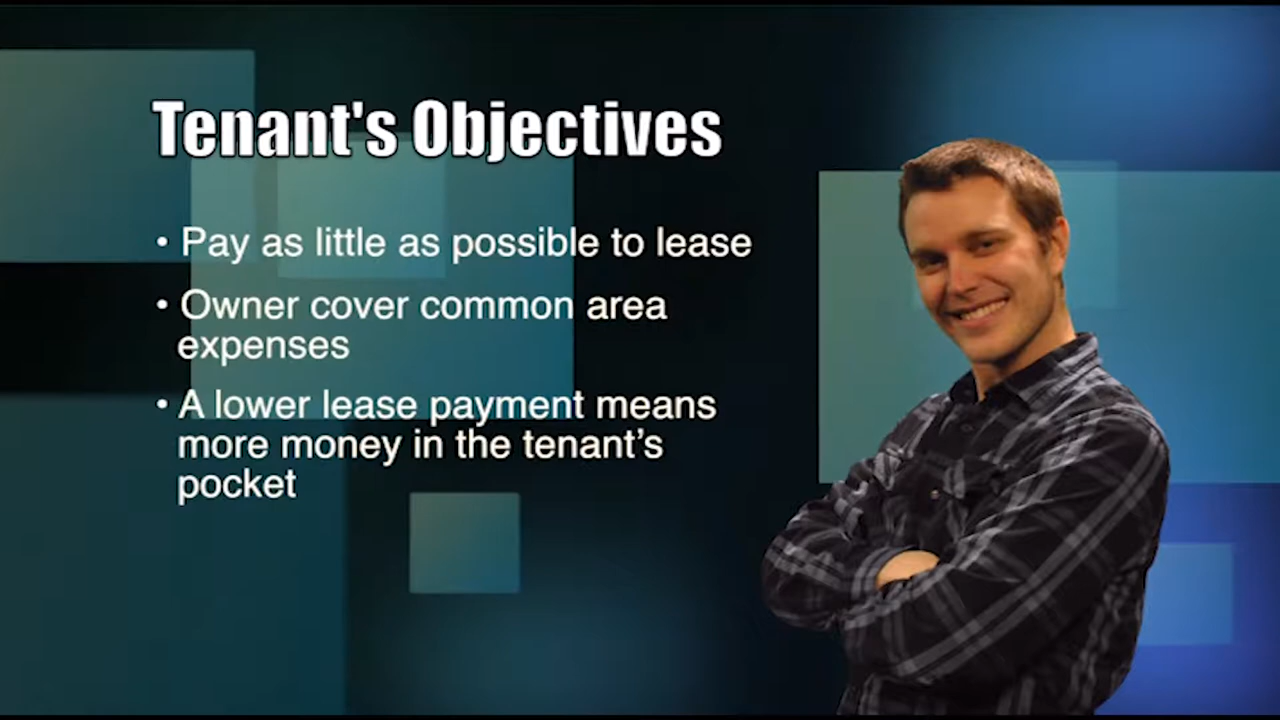 Tenant's Objectives
• Pay as little as possible to lease
• Owner cover common area
expenses
• A lower lease payment means
more money in the tenant’s
pocket